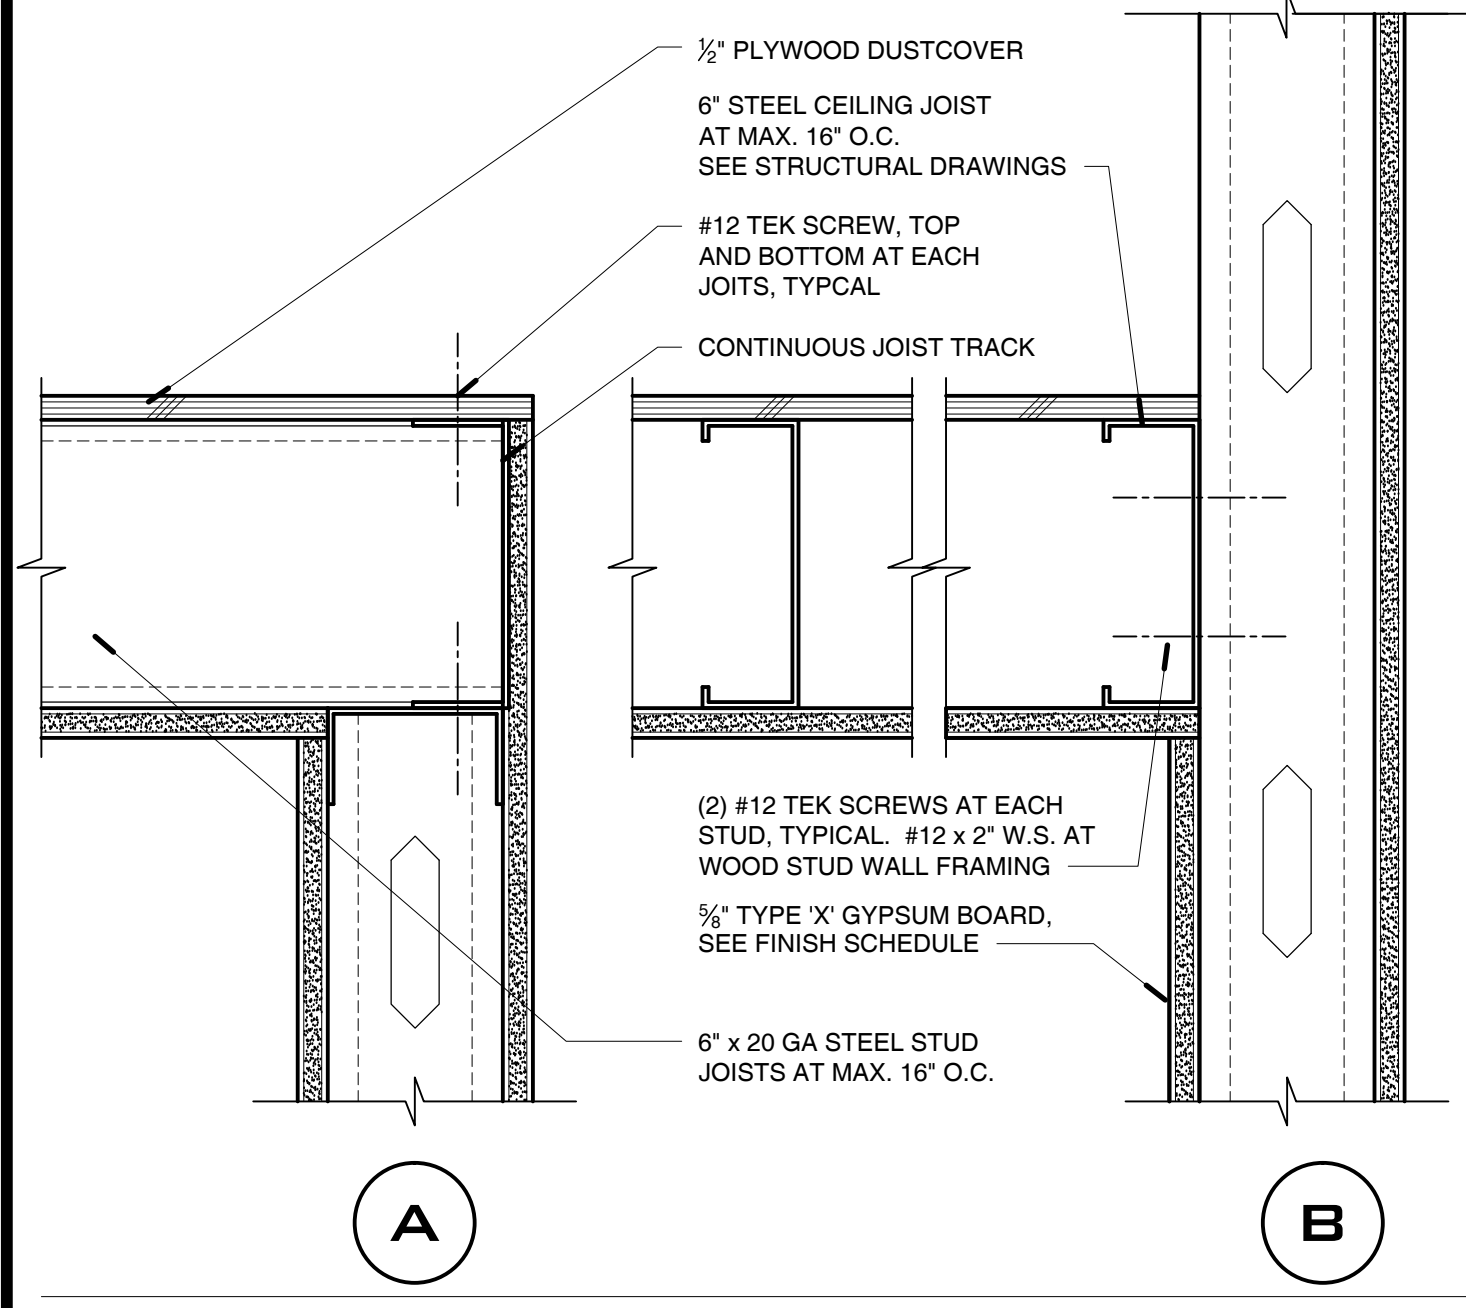 ½" PLYWOOD DUSTCOVER
6" STEEL CEILING JOIST
AT MAX. 16" O.C.
SEE STRUCTURAL DRAWINGS
#12 TEK SCREW, TOP
AND BOTTOM AT EACH
JOITS, TYPCAL
CONTINUOUS JOIST TRACK
(2) #12 TEK SCREWS AT EACH
STUD, TYPICAL.  #12 x 2" W.S. AT
WOOD STUD WALL FRAMING
⅝" TYPE 'X' GYPSUM BOARD,
SEE FINISH SCHEDULE
6" x 20 GA STEEL STUD
JOISTS AT MAX. 16" O.C.
A
B